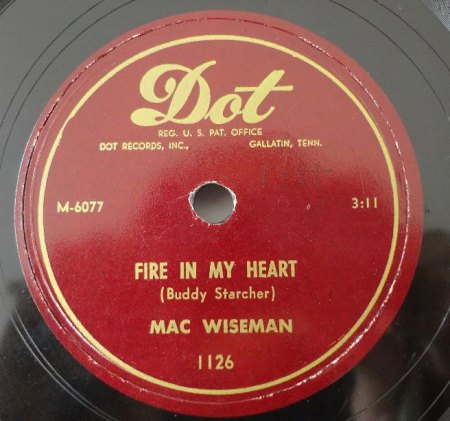 Dot
REG. U. S. PAT. OFFICE
DOT RECORDS, INC., GALLATIN, TENN.
M-6077 3:11
FIRE IN MY HEART
(Buddy Starcher)
MAC WISEMAN
1126